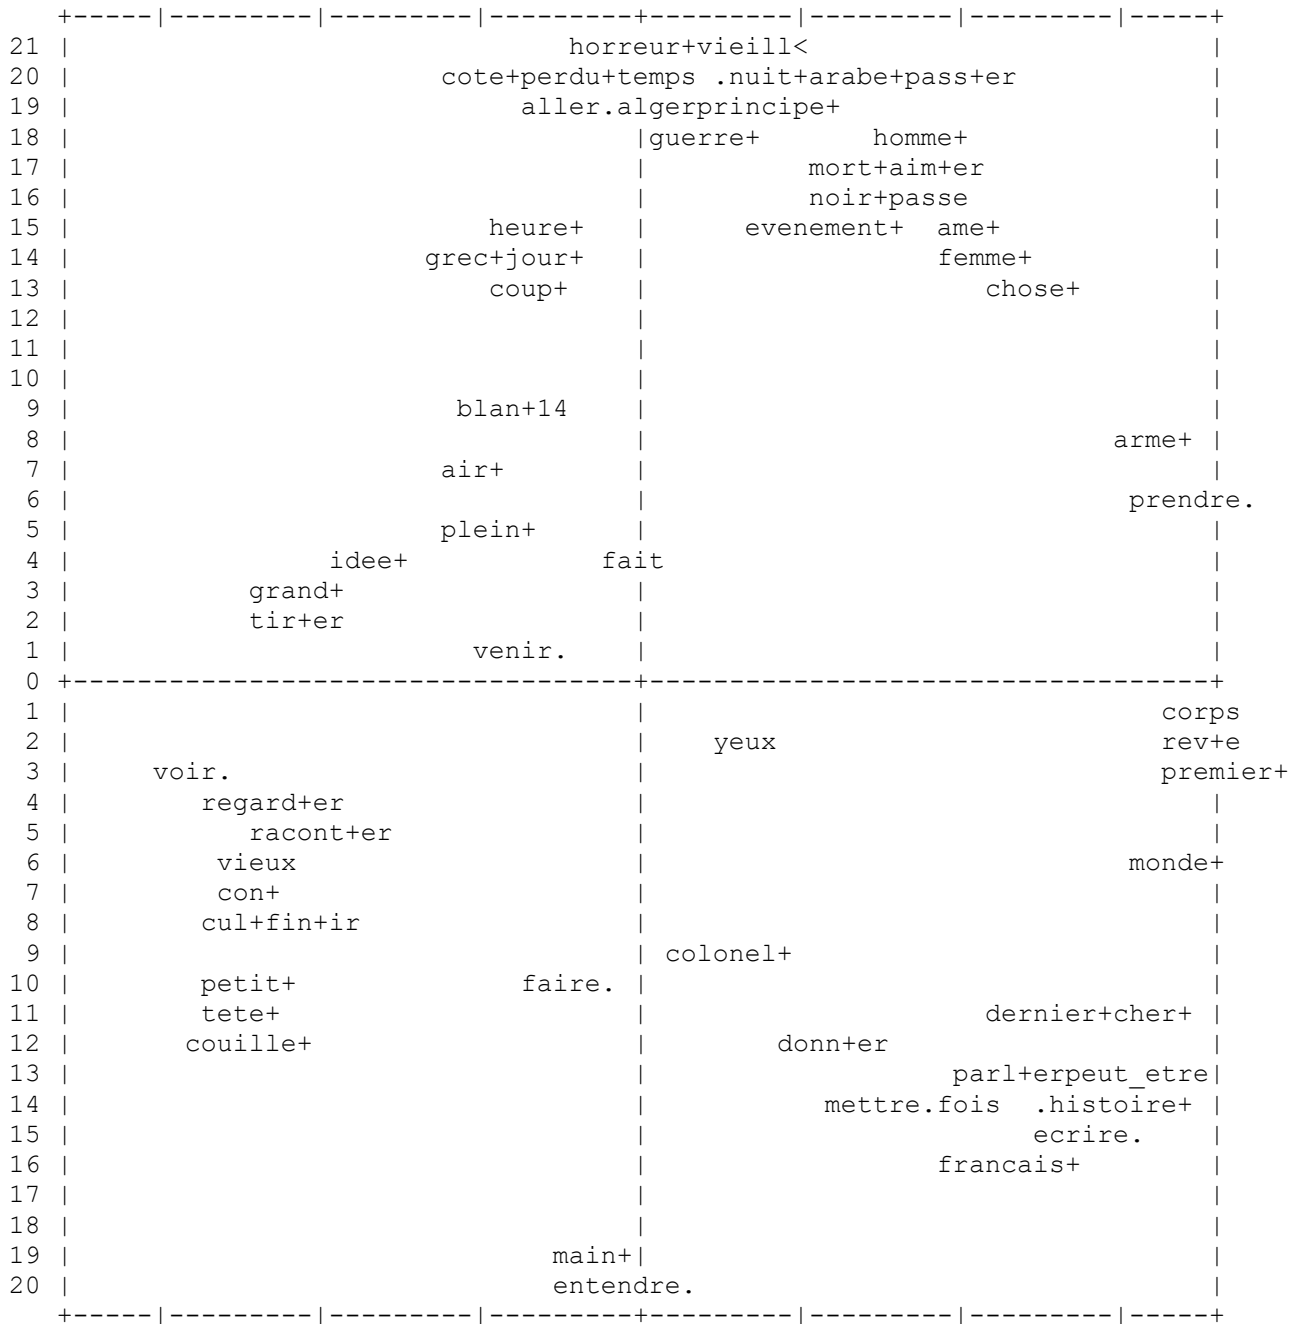 +-----|---------|---------|---------+---------|---------|---------|-----+
21 | horreur+vieill< |
20 | cote+perdu+temps .nuit+arabe+pass+er |
19 | aller.algerprincipe+ |
18 | |guerre+ homme+ |
17 | | mort+aim+er |
16 | | noir+passe |
15 | heure+ | evenement+ ame+ |
14 | grec+jour+ | femme+ |
13 | coup+ | chose+ |
12 | | |
11 | | |
10 | | |
9 | blan+14 | |
8 | | arme+ |
7 | air+ | |
6 | | prendre.
5 | plein+ | |
4 | idee+ fait |
3 | grand+ | |
2 | tir+er | |
1 | venir. | |
0 +-----------------------------------+-----------------------------------+
1 | | corps
2 | | yeux rev+e
3 | voir. | premier+
4 | regard+er | |
5 | racont+er | |
6 | vieux | monde+
7 | con+ | |
8 | cul+fin+ir | |
9 | | colonel+ |
10 | petit+ faire. | |
11 | tete+ | dernier+cher+ |
12 | couille+ | donn+er |
13 | | parl+erpeut_etre|
14 | | mettre.fois .histoire+ |
15 | | ecrire. |
16 | | francais+ |
17 | | |
18 | | |
19 | main+| |
20 | entendre. |
+-----|---------|---------|---------+---------|---------|---------|-----+